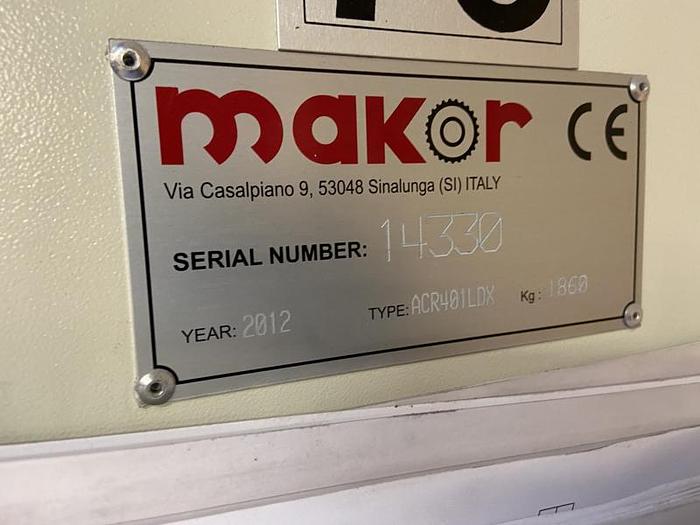 makor CE
Via Casalpiano 9, 53048 Sinalunga (SI) ITALY
SERIAL NUMBER: 14330
YEAR: 2012 TYPE: ACR401LDX Kg: 1860